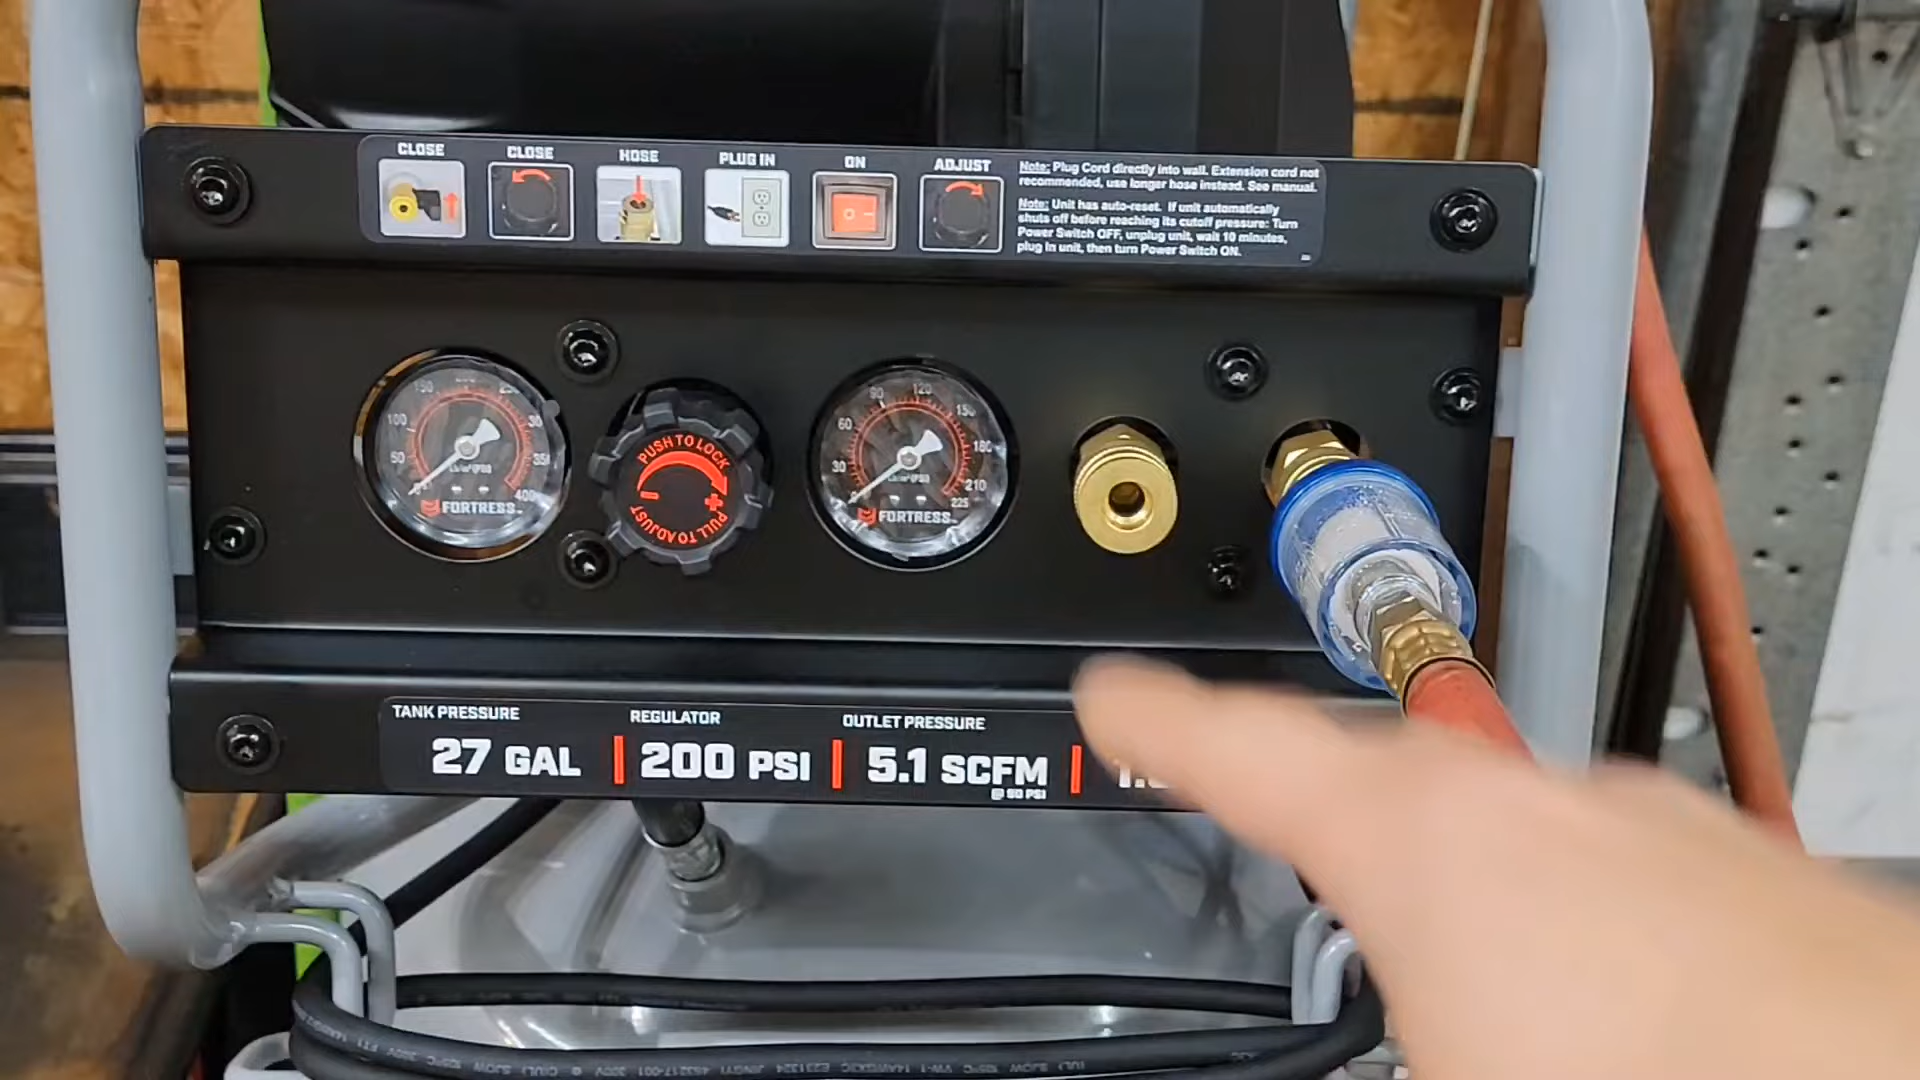 CLOSE
CLOSE
HOSE
PLUG IN
ON
ADJUST
Note: Plug Cord directly into wall. Extension cord not
recommended, use longer hose instead. See manual.
Note: Unit has auto-reset. If unit automatically
shuts off before reaching its cutoff pressure: Turn
Power Switch OFF, unplug unit, wait 10 minutes,
plug in unit, then turn Power Switch ON.
0
50
100
150
400
FORTRESS
PUSH TO LOCK
- +
PULL TO ADJUST
0
30
60
90
120
150
180
210
225
FORTRESS
TANK PRESSURE
REGULATOR
OUTLET PRESSURE
27 GAL
200 PSI
5.1 SCFM
@ 90 PSI